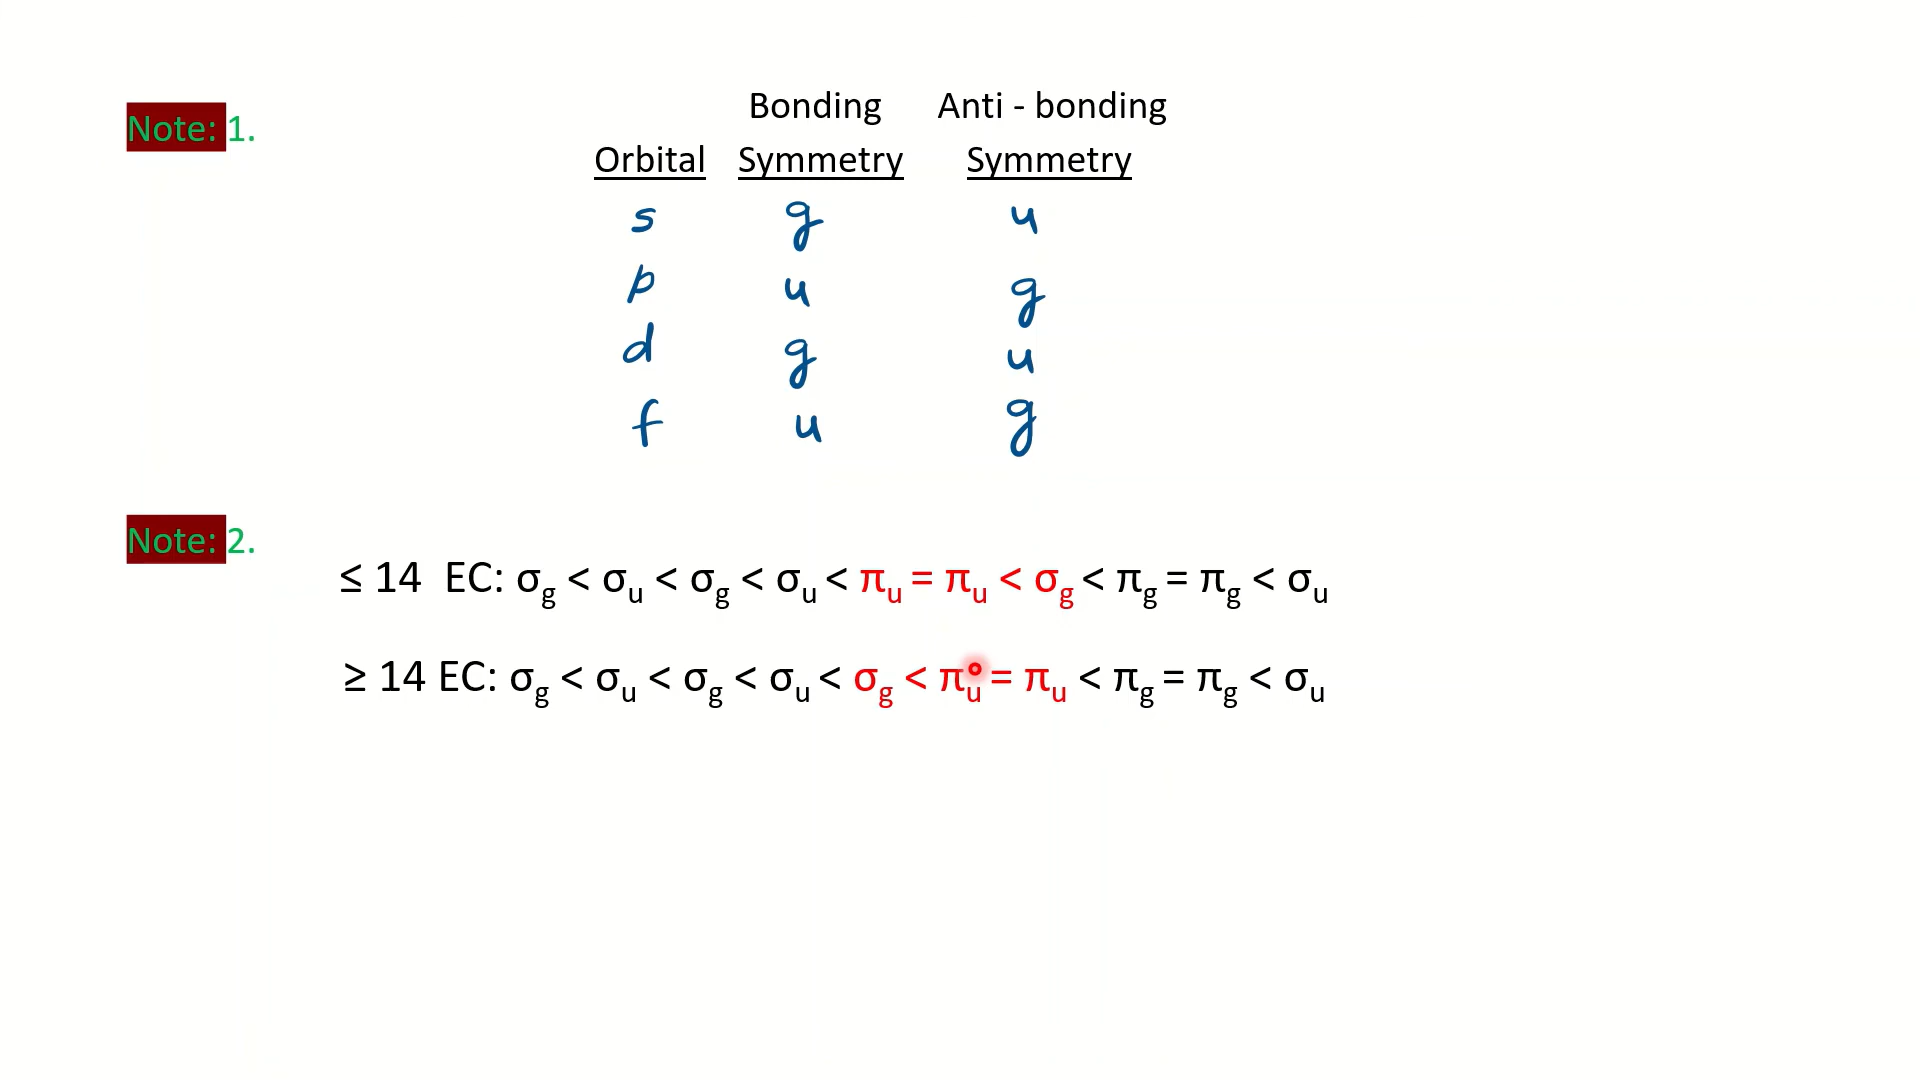 Note: 1.
Bonding Anti - bonding
Orbital Symmetry Symmetry
s g u
p u g
d g u
f u g
Note: 2.
≤ 14 EC: σg < σu < σg < σu < πu = πu < σg < πg = πg < σu
≥ 14 EC: σg < σu < σg < σu < σg < πu = πu < πg = πg < σu